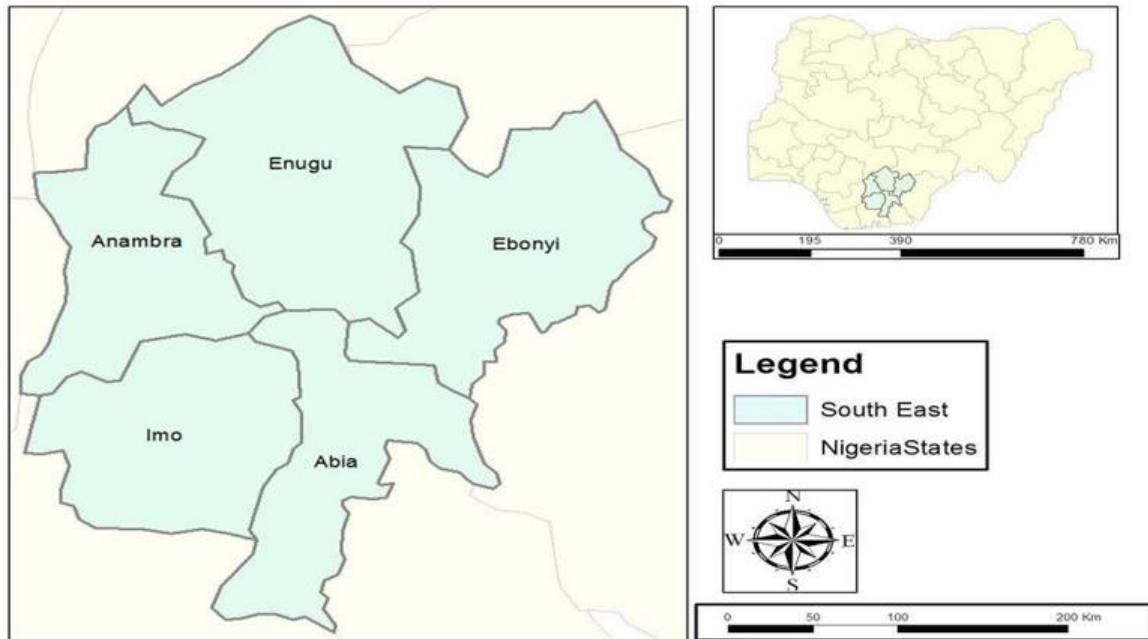 Enugu
Anambra
Ebonyi
Imo
Abia
0 195 390 780 Km
Legend
South East
NigeriaStates
N
W E
S
0 50 100 200 Km